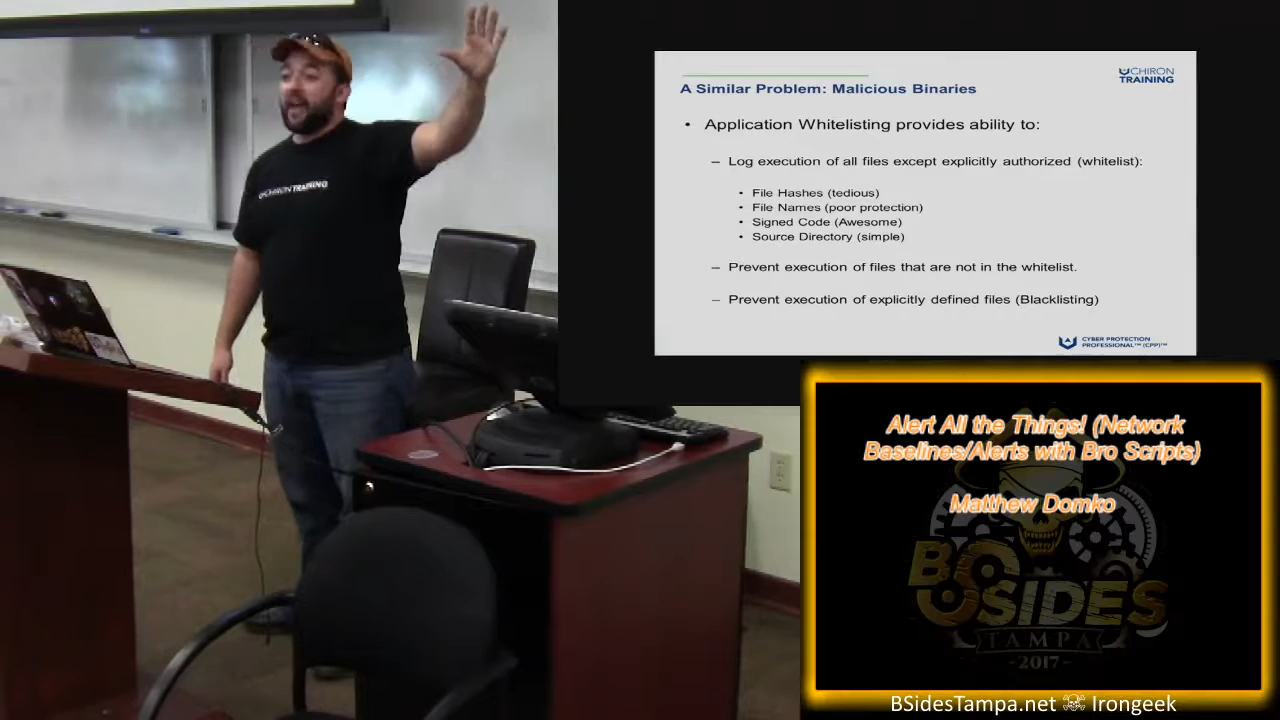 CHIRON TRAINING
CHIRON
TRAINING
A Similar Problem: Malicious Binaries
• Application Whitelisting provides ability to:
– Log execution of all files except explicitly authorized (whitelist):
• File Hashes (tedious)
• File Names (poor protection)
• Signed Code (Awesome)
• Source Directory (simple)
– Prevent execution of files that are not in the whitelist.
– Prevent execution of explicitly defined files (Blacklisting)
CYBER PROTECTION
PROFESSIONAL™ (CPP)™
Alert All the Things! (Network
Baselines/Alerts with Bro Scripts)
Matthew Domko
BSIDES
TAMPA
-2017-
BSidesTampa.net ☠ Irongeek